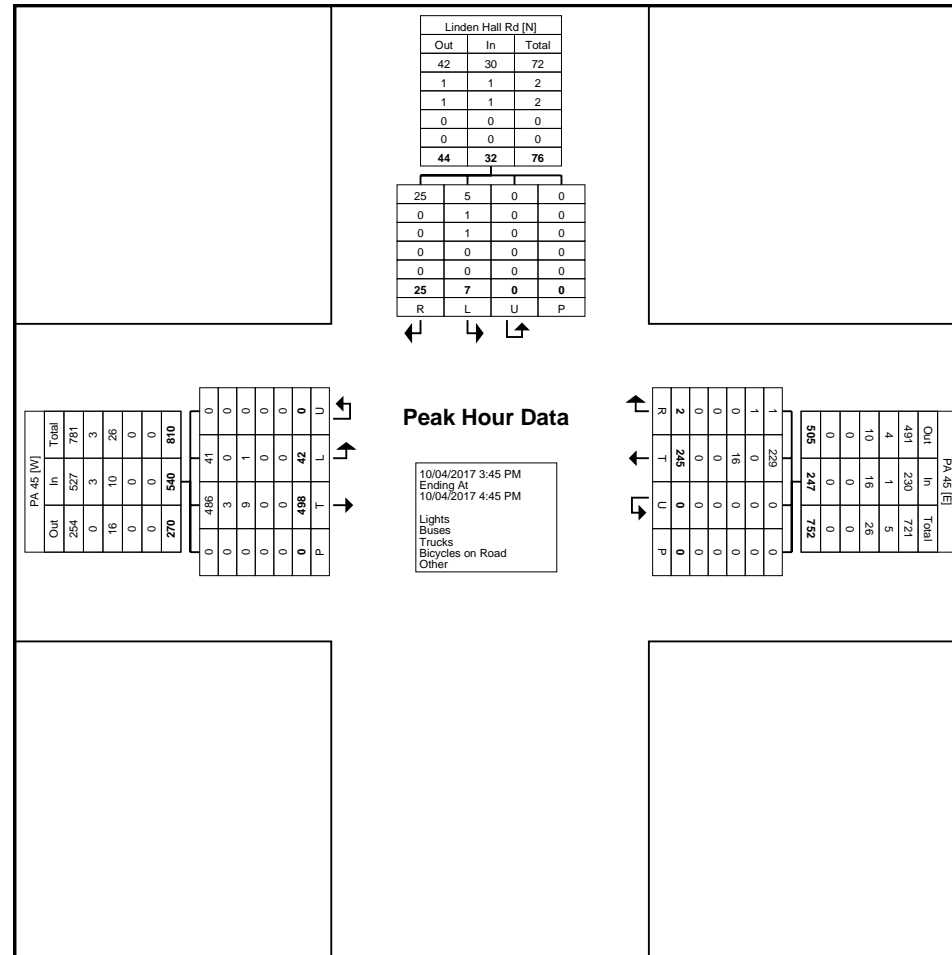 Linden Hall Rd [N]
Out In Total
42 30 72
1 1 2
1 1 2
0 0 0
0 0 0
44 32 76
25 5 0 0
0 1 0 0
0 1 0 0
0 0 0 0
0 0 0 0
25 7 0 0
R L U P
PA 45 [W]
Out In Total
254 527 781
0 3 3
16 10 26
0 0 0
0 0 0
270 540 810
0 486 41 0
0 3 0 0
0 9 1 0
0 0 0 0
0 0 0 0
0 498 42 0
P T L U
Peak Hour Data
10/04/2017 3:45 PM
Ending At
10/04/2017 4:45 PM
Lights
Buses
Trucks
Bicycles on Road
Other
PA 45 [E]
Out In Total
491 230 721
4 1 5
10 16 26
0 0 0
0 0 0
505 247 752
1 229 0 0
1 0 0 0
0 16 0 0
0 0 0 0
0 0 0 0
2 245 0 0
R T U P